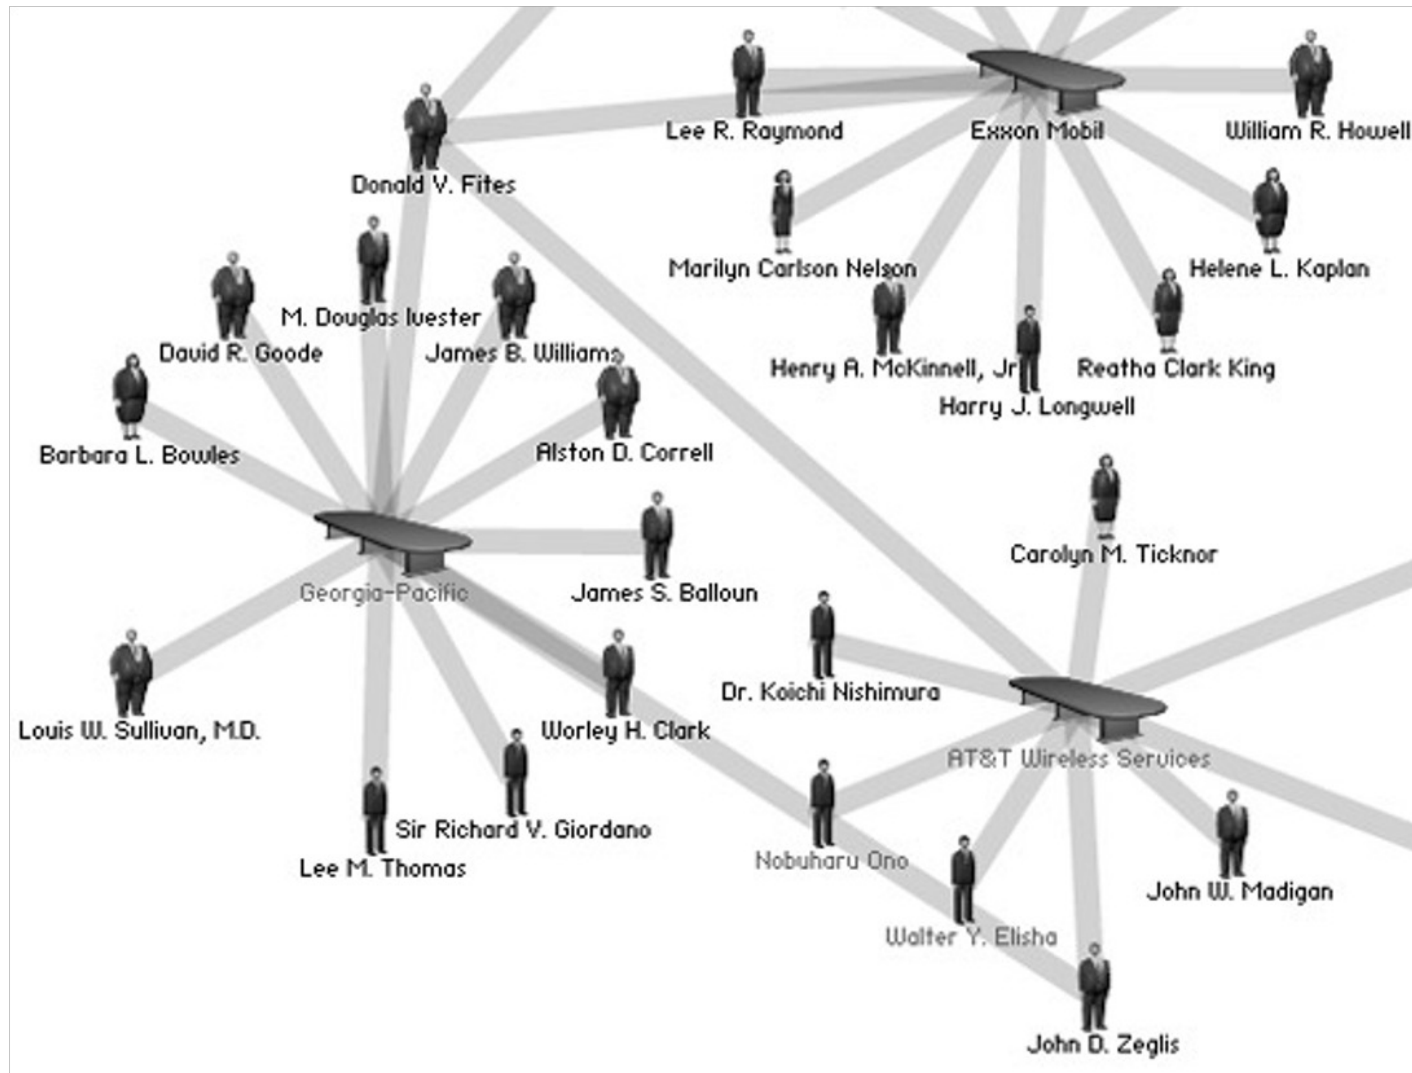 Lee R. Raymond
Exxon Mobil
William R. Howell
Donald V. Fites
Marilyn Carlson Nelson
Helene L. Kaplan
M. Douglas Ivester
David R. Goode
James B. Williams
Henry A. McKinnell, Jr
Reatha Clark King
Harry J. Longwell
Barbara L. Bowles
Alston D. Correll
Carolyn M. Ticknor
Georgia-Pacific
James S. Balloun
Dr. Koichi Nishimura
Louis W. Sullivan, M.D.
Worley H. Clark
AT&T Wireless Services
Sir Richard V. Giordano
Lee M. Thomas
Nobuharu Ono
John W. Madigan
Walter Y. Elisha
John D. Zeglis